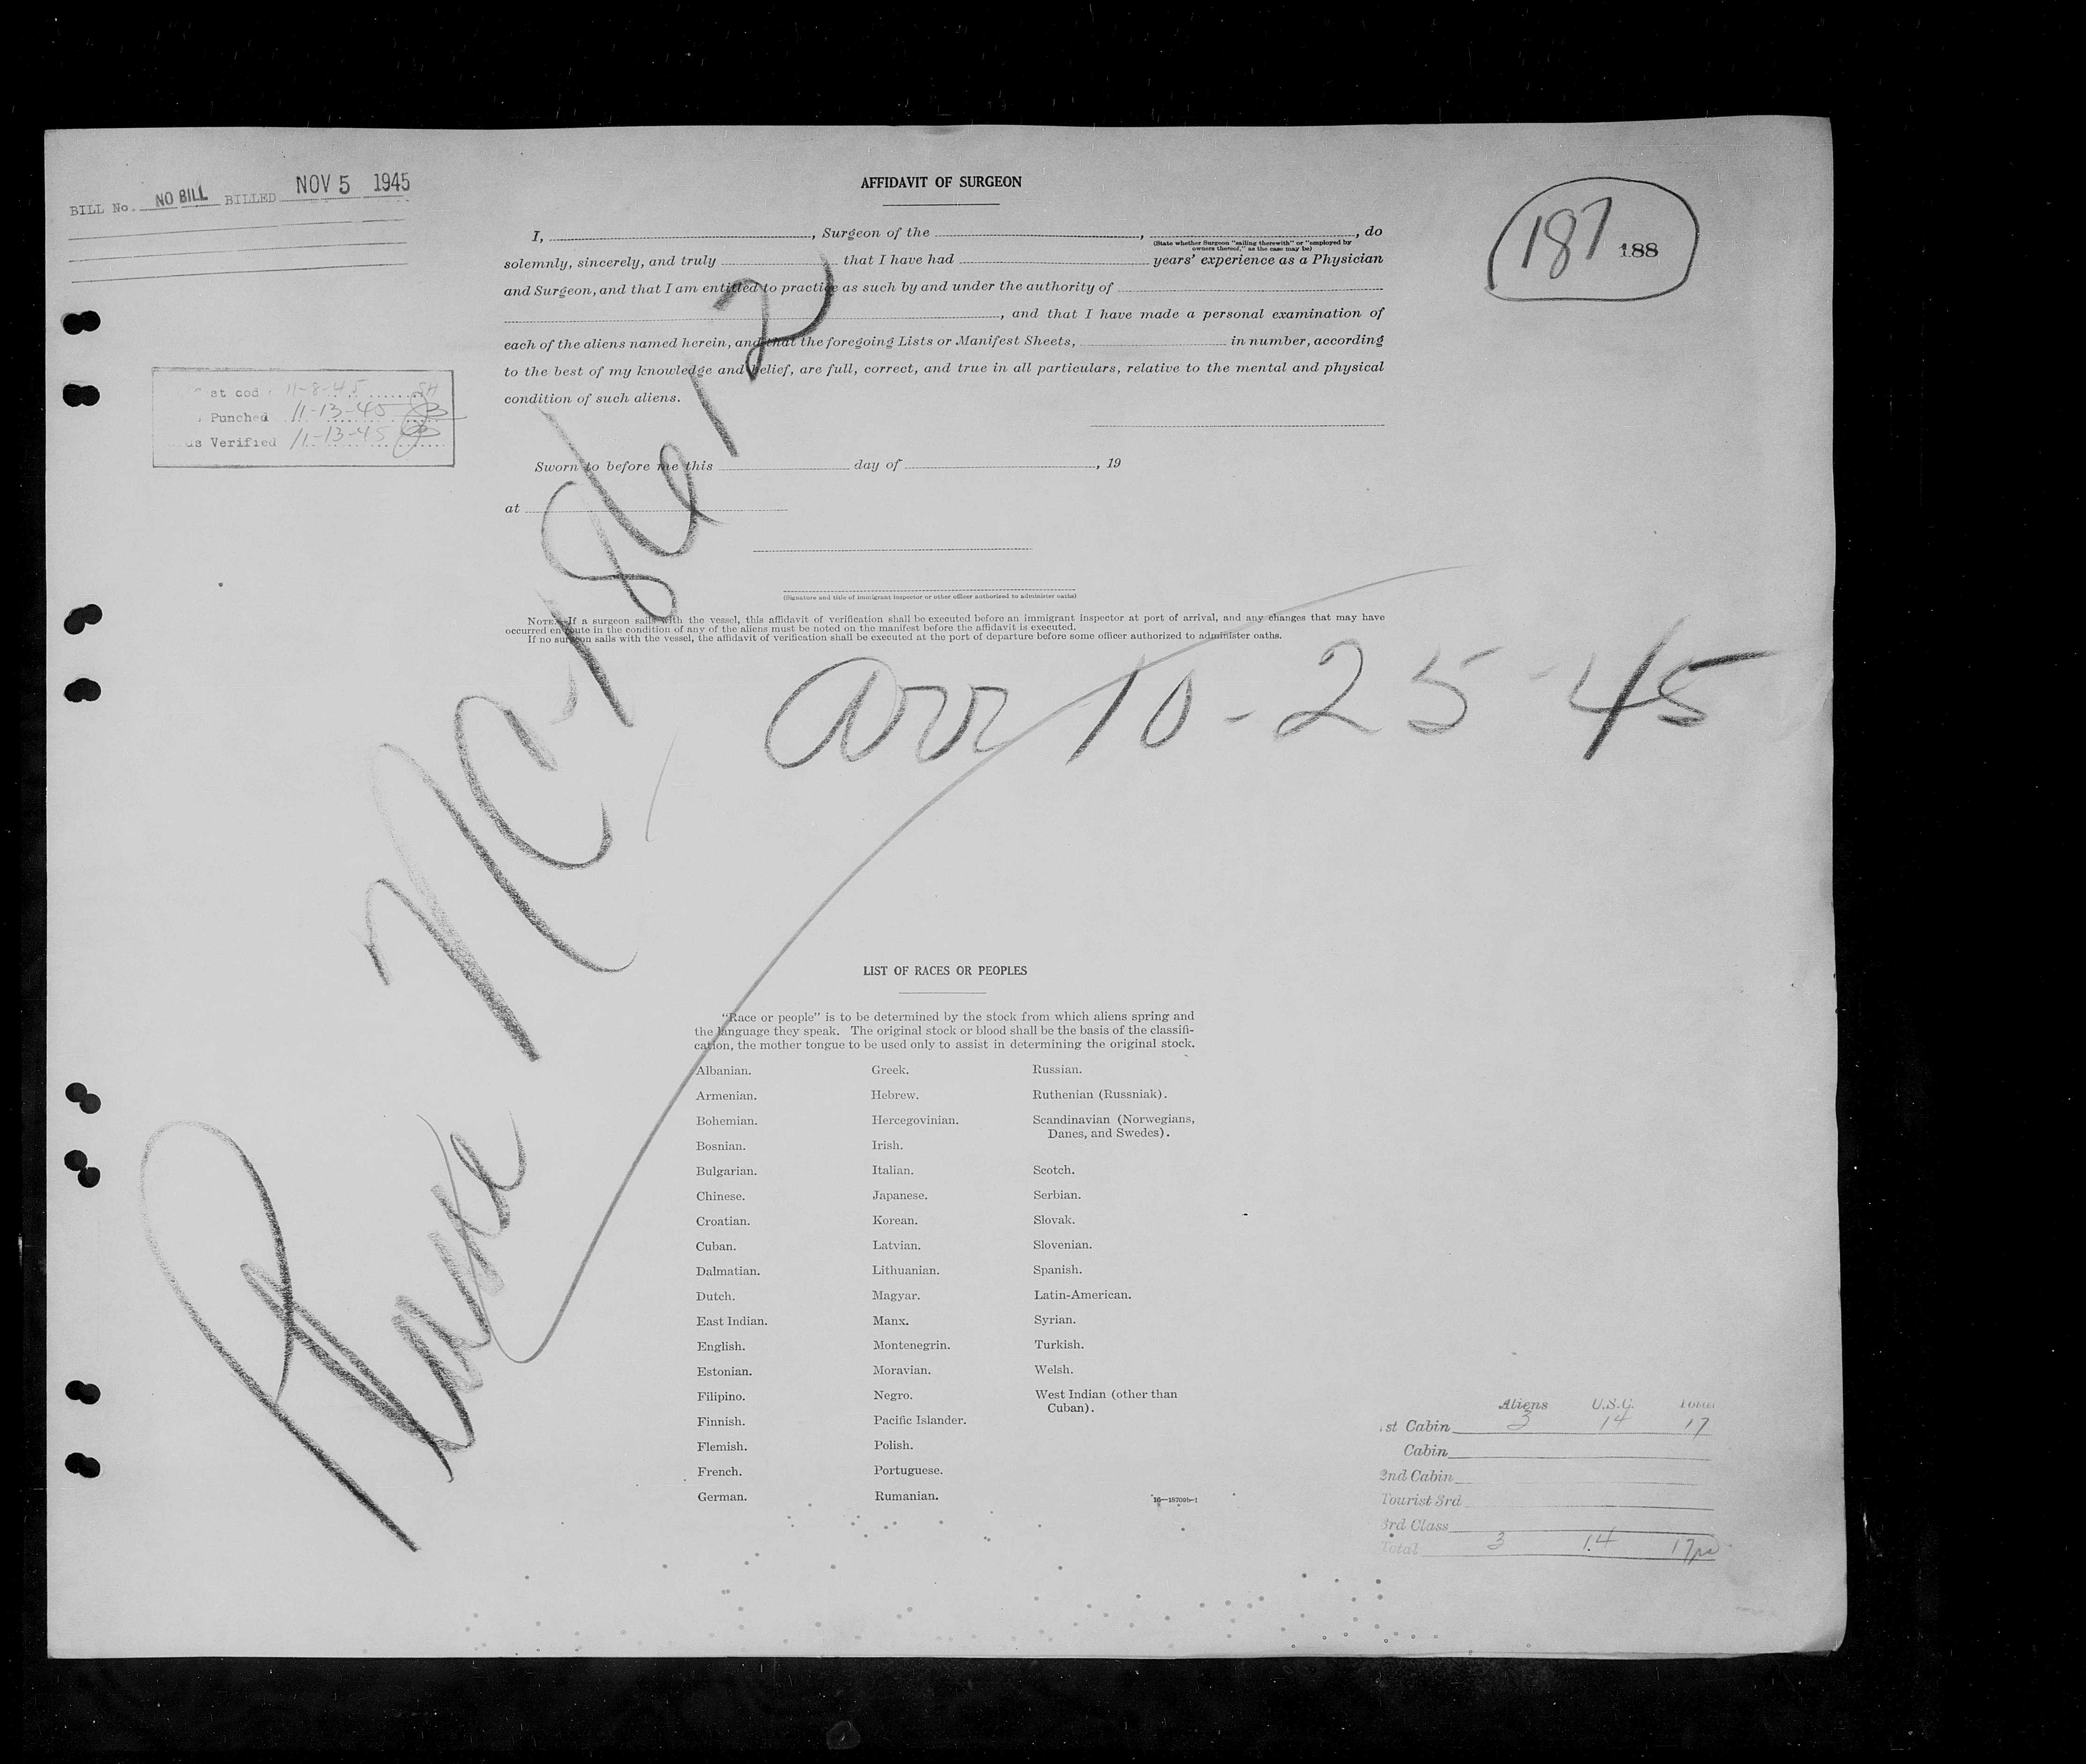 BILL No. NO BILL BILLED NOV 5 1945
AFFIDAVIT OF SURGEON
187 188
I, , Surgeon of the , , do
(State whether Surgeon "sailing therewith" or "employed by
owners thereof," as the case may be)
solemnly, sincerely, and truly that I have had years' experience as a Physician
and Surgeon, and that I am entitled to practice as such by and under the authority of
, and that I have made a personal examination of
each of the aliens named herein, and that the foregoing Lists or Manifest Sheets, in number, according
to the best of my knowledge and belief, are full, correct, and true in all particulars, relative to the mental and physical
condition of such aliens.
st cod 11-8-45 SH
Punched 11-13-45
us Verified 11-13-45
Sworn to before me this day of , 19
at
(Signature and title of immigrant inspector or other officer authorized to administer oaths)
NOTE.—If a surgeon sails with the vessel, this affidavit of verification shall be executed before an immigrant inspector at port of arrival, and any changes that may have
occurred en route in the condition of any of the aliens must be noted on the manifest before the affidavit is executed.
If no surgeon sails with the vessel, the affidavit of verification shall be executed at the port of departure before some officer authorized to administer oaths.
Plane NC-18612
arr 10-25-45
LIST OF RACES OR PEOPLES
"Race or people" is to be determined by the stock from which aliens spring and
the language they speak. The original stock or blood shall be the basis of the classifi-
cation, the mother tongue to be used only to assist in determining the original stock.
Albanian.
Armenian.
Bohemian.
Bosnian.
Bulgarian.
Chinese.
Croatian.
Cuban.
Dalmatian.
Dutch.
East Indian.
English.
Estonian.
Filipino.
Finnish.
Flemish.
French.
German.
Greek.
Hebrew.
Hercegovinian.
Irish.
Italian.
Japanese.
Korean.
Latvian.
Lithuanian.
Magyar.
Manx.
Montenegrin.
Moravian.
Negro.
Pacific Islander.
Polish.
Portuguese.
Rumanian.
Russian.
Ruthenian (Russniak).
Scandinavian (Norwegians,
Danes, and Swedes).
Scotch.
Serbian.
Slovak.
Slovenian.
Spanish.
Latin-American.
Syrian.
Turkish.
Welsh.
West Indian (other than
Cuban).
16—18709b-1
Aliens U.S.C. Total
st Cabin 3 14 17
Cabin
2nd Cabin
Tourist 3rd
3rd Class
Total 3 14 17